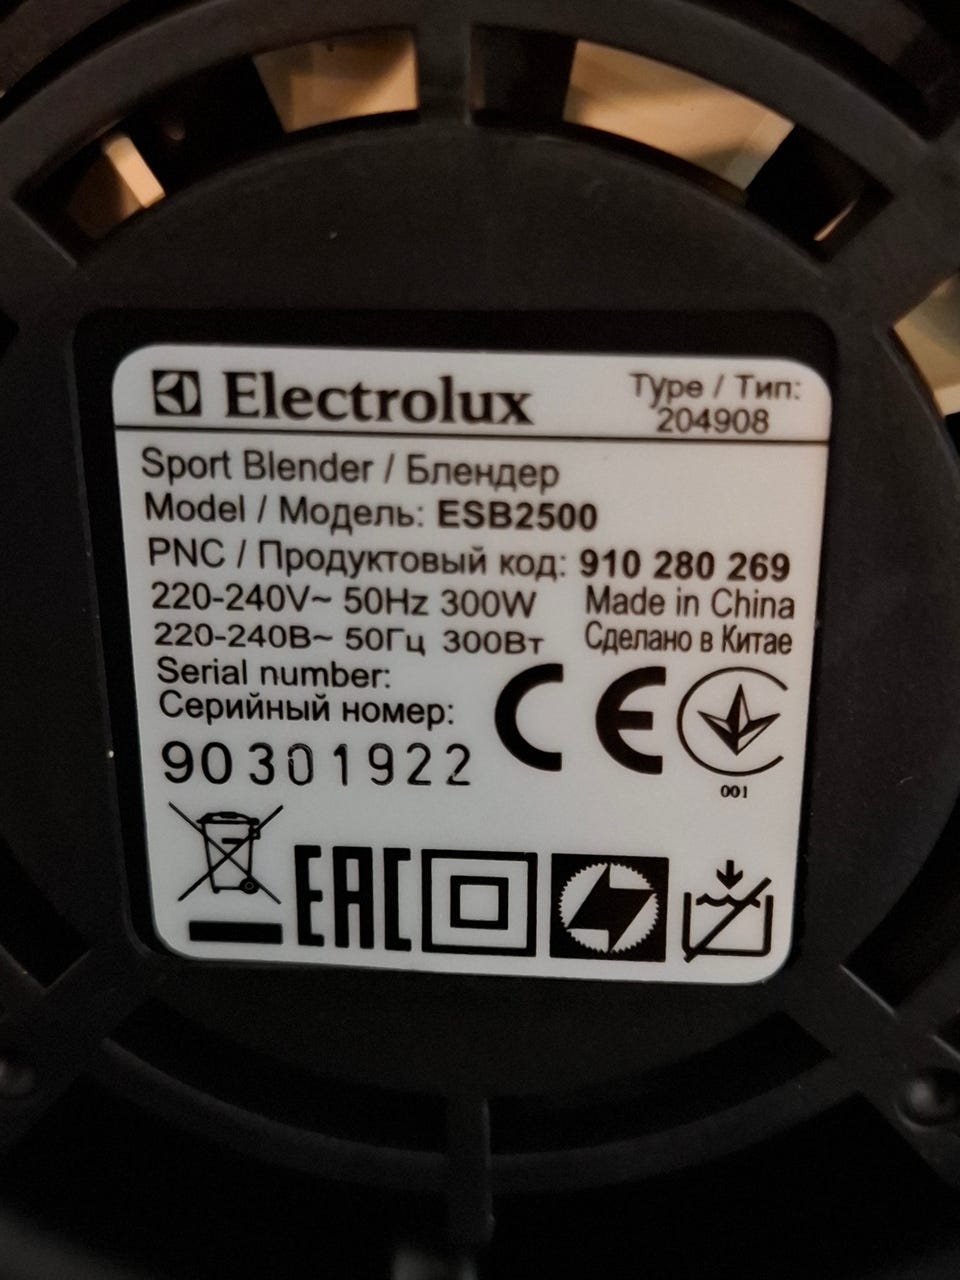 Electrolux
Type / Тип:
204908
Sport Blender / Блендер
Model / Модель: ESB2500
PNC / Продуктовый код: 910 280 269
220-240V~ 50Hz 300W Made in China
220-240В~ 50Гц 300Вт Сделано в Китае
Serial number:
Серийный номер:
90301922
CE
001
EAC